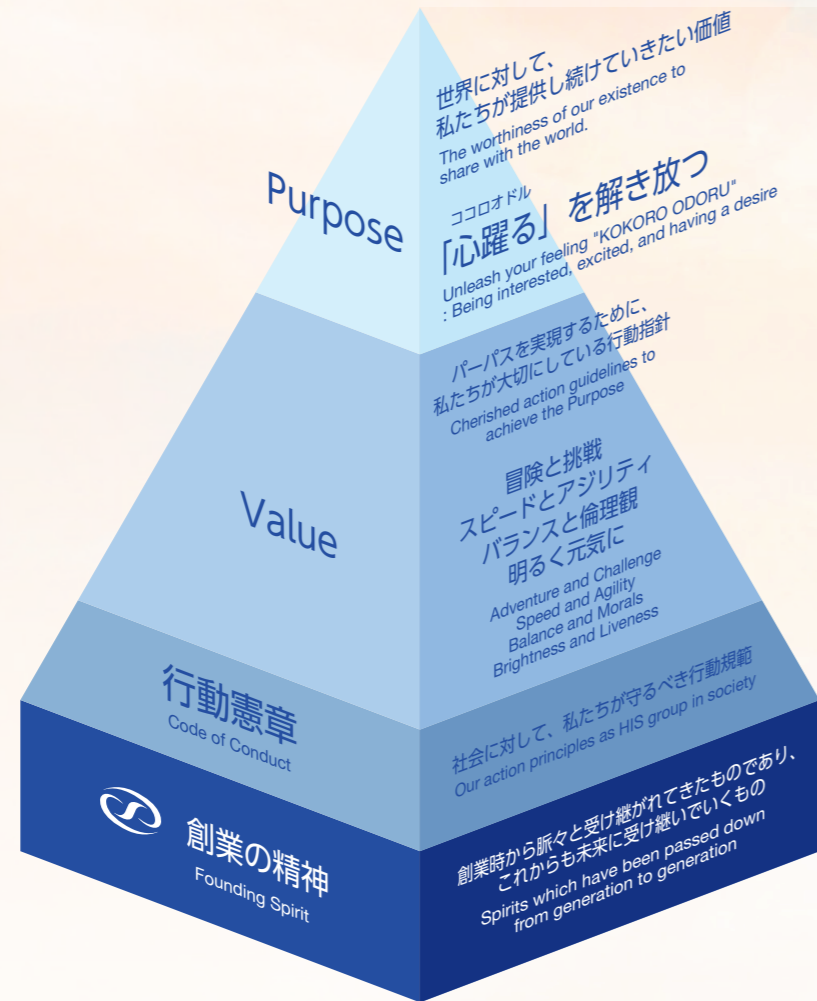 Purpose
世界に対して、
私たちが提供し続けていきたい価値
The worthiness of our existence to
share with the world.
ココロオドル
「心躍る」を解き放つ
Unleash your feeling "KOKORO ODORU"
: Being interested, excited, and having a desire
Value
パーパスを実現するために、
私たちが大切にしている行動指針
Cherished action guidelines to
achieve the Purpose
冒険と挑戦
スピードとアジリティ
バランスと倫理観
明るく元気に
Adventure and Challenge
Speed and Agility
Balance and Morals
Brightness and Liveness
行動憲章
Code of Conduct
社会に対して、私たちが守るべき行動規範
Our action principles as HIS group in society
創業の精神
Founding Spirit
創業時から脈々と受け継がれてきたものであり、
これからも未来に受け継いでいくもの
Spirits which have been passed down
from generation to generation